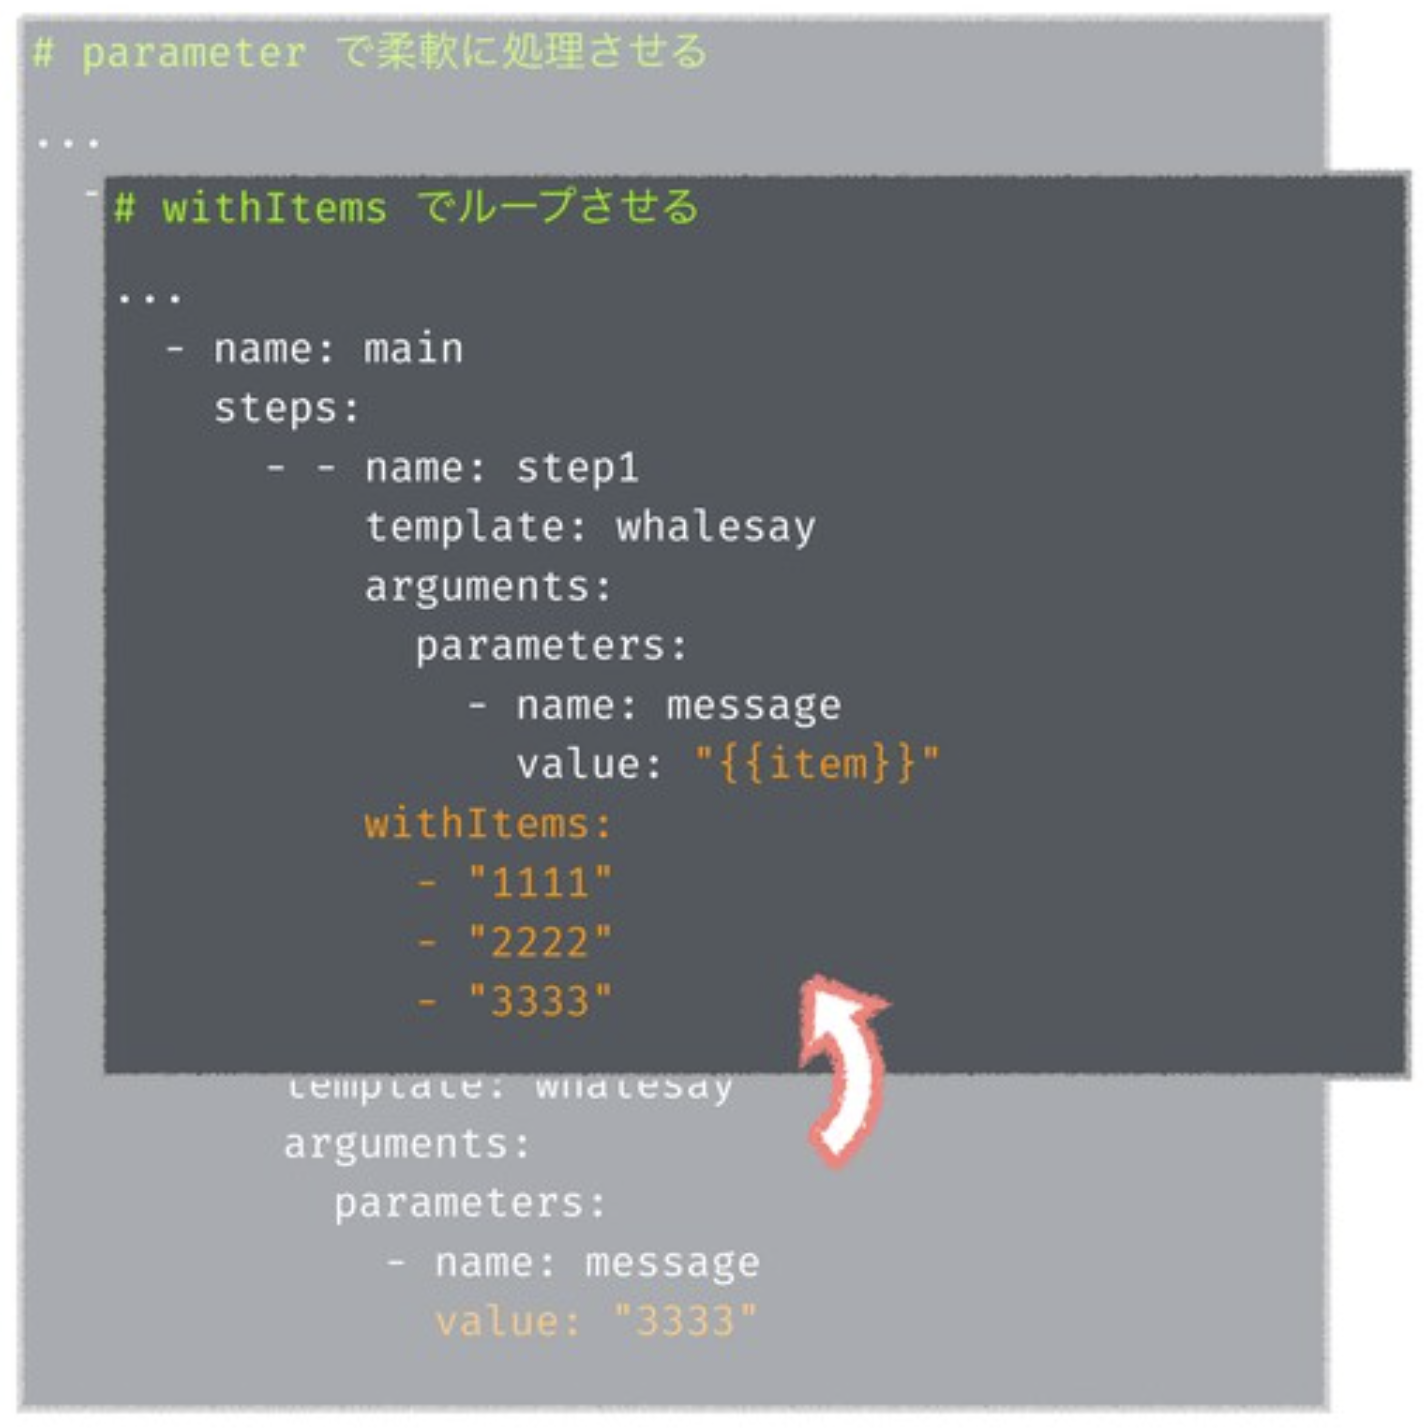 # parameter で柔軟に処理させる
...
-
# withItems でループさせる
...
- name: main
steps:
- - name: step1
template: whalesay
arguments:
parameters:
- name: message
value: "{{item}}"
withItems:
- "1111"
- "2222"
- "3333"
template: whalesay
arguments:
parameters:
- name: message
value: "3333"